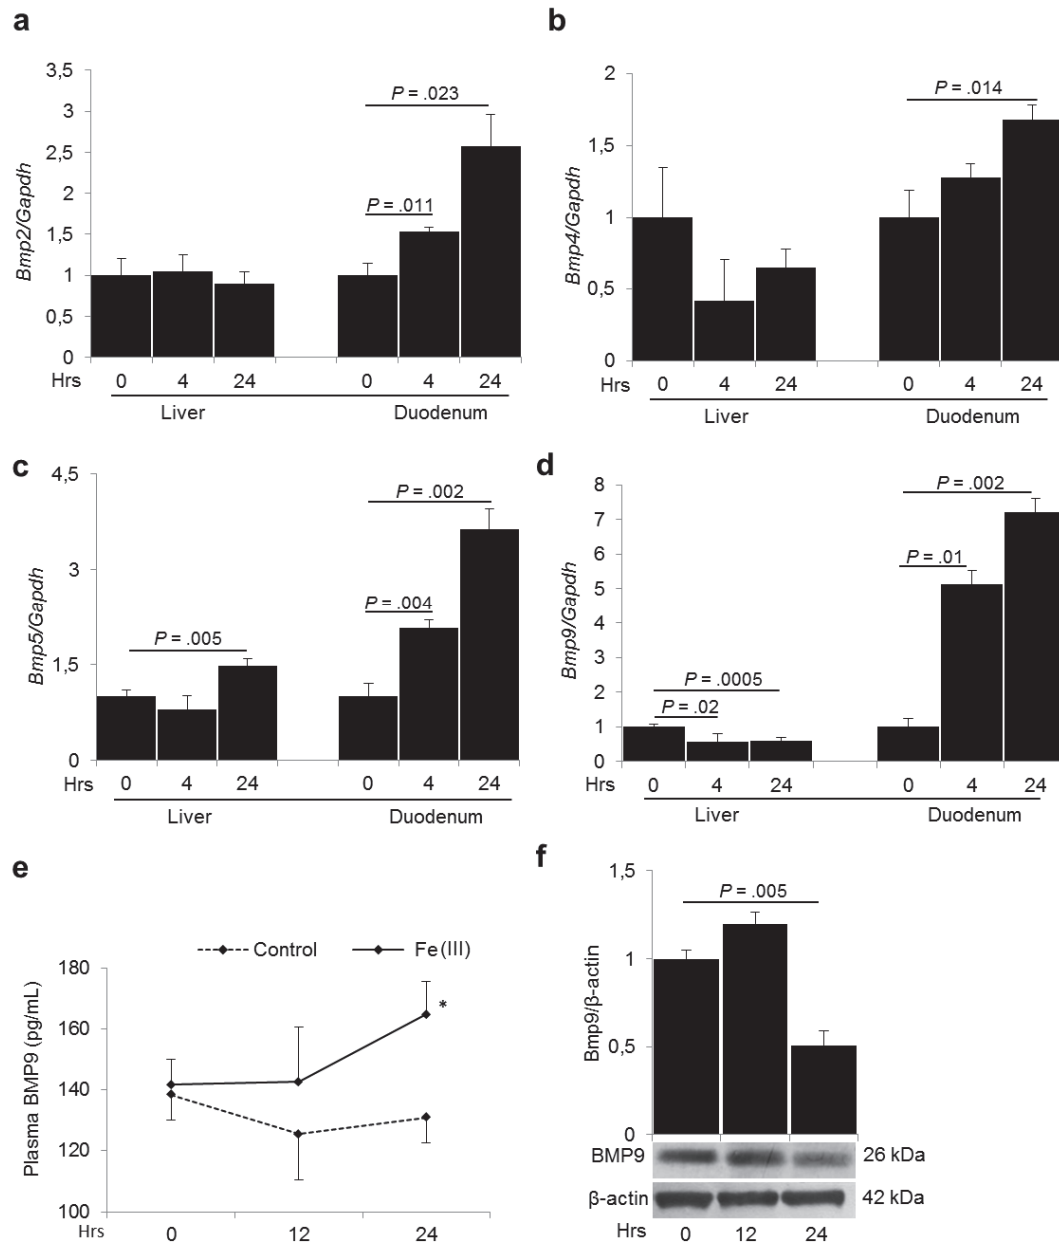 a
Bmp2/Gapdh
3,5
3
2,5
2
1,5
1
0,5
0
P = .023
P = .011
Hrs 0 4 24 0 4 24
Liver Duodenum
b
Bmp4/Gapdh
2
1,5
1
0,5
0
P = .014
Hrs 0 4 24 0 4 24
Liver Duodenum
c
Bmp5/Gapdh
4,5
3
1,5
0
P = .002
P = .004
P = .005
Hrs 0 4 24 0 4 24
Liver Duodenum
d
Bmp9/Gapdh
8
7
6
5
4
3
2
1
0
P = .002
P = .01
P = .0005
P = .02
Hrs 0 4 24 0 4 24
Liver Duodenum
e
Control Fe(III)
Plasma BMP9 (pg/mL)
180
160
140
120
100
*
Hrs 0 12 24
f
Bmp9/β-actin
1,5
1
0,5
0
P = .005
BMP9 26 kDa
β-actin 42 kDa
Hrs 0 12 24